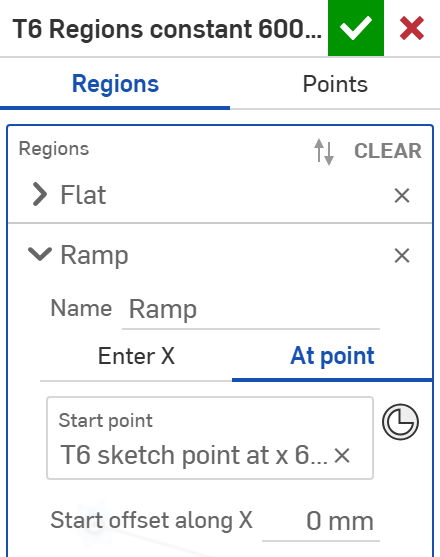 T6 Regions constant 600...
Regions Points
Regions CLEAR
Flat
Ramp
Name Ramp
Enter X At point
Start point
T6 sketch point at x 6...
Start offset along X 0 mm